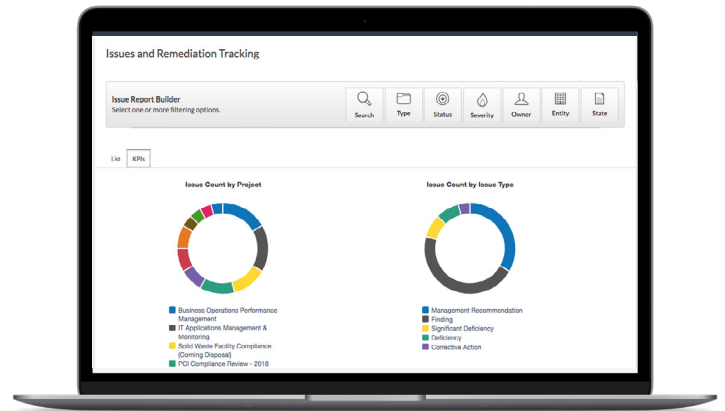 Issues and Remediation Tracking
Issue Report Builder
Select one or more filtering options.
Search
Type
Status
Severity
Owner
Entity
State
List
KPIs
Issue Count by Project
Issue Count by Issue Type
Business Operations Performance
Management
IT Applications Management &
Monitoring
Solid Waste Facility Compliance
(Corning Disposal)
PCI Compliance Review - 2018
Management Recommendation
Finding
Significant Deficiency
Deficiency
Corrective Action